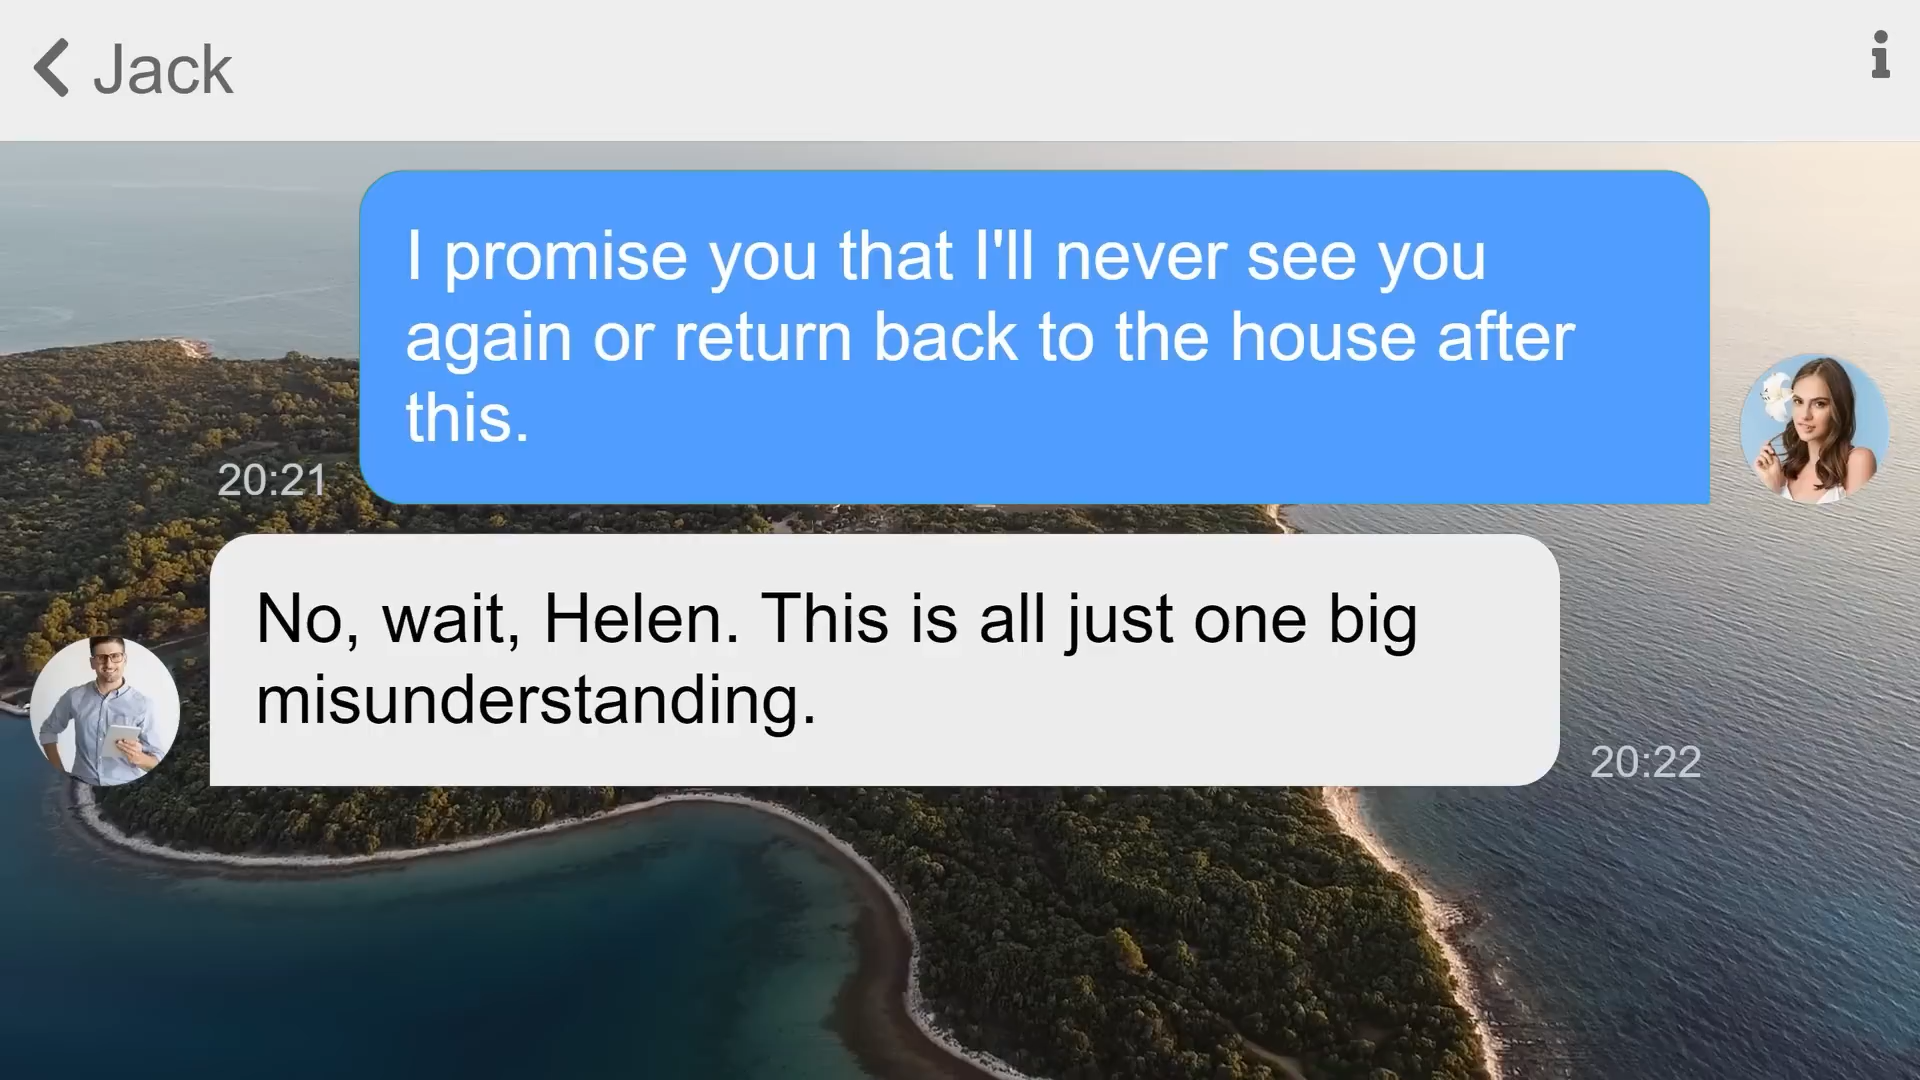 Jack
I promise you that I'll never see you
again or return back to the house after
this.
20:21
No, wait, Helen. This is all just one big
misunderstanding.
20:22